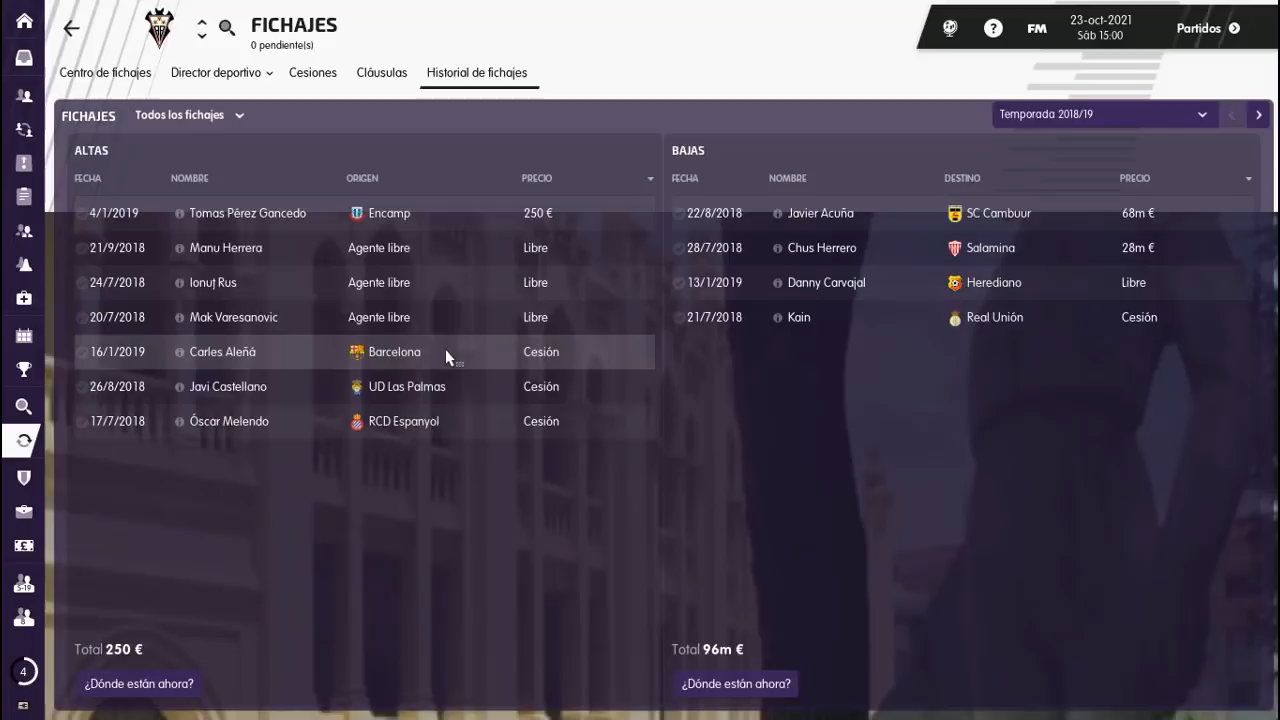 FICHAJES
0 pendiente(s)
FM
23-oct-2021
Sáb 15:00
Partidos
Centro de fichajes
Director deportivo
Cesiones
Cláusulas
Historial de fichajes
FICHAJES
Todos los fichajes
Temporada 2018/19
ALTAS
FECHA NOMBRE ORIGEN PRECIO
4/1/2019 Tomas Pérez Gancedo Encamp 250 €
21/9/2018 Manu Herrera Agente libre Libre
24/7/2018 Ionuț Rus Agente libre Libre
20/7/2018 Mak Varesanovic Agente libre Libre
16/1/2019 Carles Aleñá Barcelona Cesión
26/8/2018 Javi Castellano UD Las Palmas Cesión
17/7/2018 Óscar Melendo RCD Espanyol Cesión
Total 250 €
¿Dónde están ahora?
BAJAS
FECHA NOMBRE DESTINO PRECIO
22/8/2018 Javier Acuña SC Cambuur 68m €
28/7/2018 Chus Herrero Salamina 28m €
13/1/2019 Danny Carvajal Herediano Libre
21/7/2018 Kain Real Unión Cesión
Total 96m €
¿Dónde están ahora?
S-19
B
4